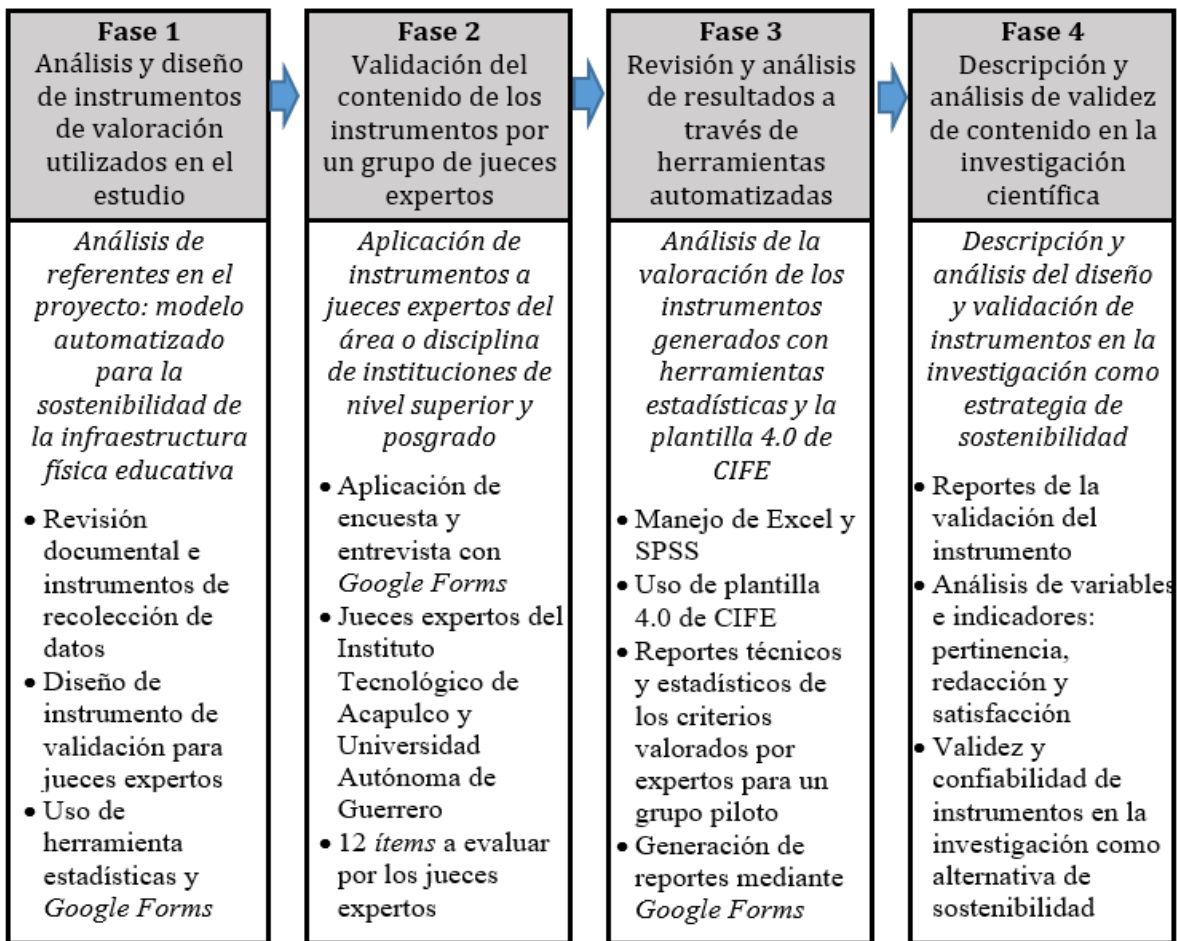 Fase 1
Análisis y diseño
de instrumentos
de valoración
utilizados en el
estudio
Análisis de
referentes en el
proyecto: modelo
automatizado
para la
sostenibilidad de
la infraestructura
física educativa
• Revisión
documental e
instrumentos de
recolección de
datos
• Diseño de
instrumento de
validación para
jueces expertos
• Uso de
herramienta
estadísticas y
Google Forms
Fase 2
Validación del
contenido de los
instrumentos por
un grupo de jueces
expertos
Aplicación de
instrumentos a
jueces expertos del
área o disciplina
de instituciones de
nivel superior y
posgrado
• Aplicación de
encuesta y
entrevista con
Google Forms
• Jueces expertos del
Instituto
Tecnológico de
Acapulco y
Universidad
Autónoma de
Guerrero
• 12 ítems a evaluar
por los jueces
expertos
Fase 3
Revisión y análisis
de resultados a
través de
herramientas
automatizadas
Análisis de la
valoración de los
instrumentos
generados con
herramientas
estadísticas y la
plantilla 4.0 de
CIFE
• Manejo de Excel y
SPSS
• Uso de plantilla
4.0 de CIFE
• Reportes técnicos
y estadísticos de
los criterios
valorados por
expertos para un
grupo piloto
• Generación de
reportes mediante
Google Forms
Fase 4
Descripción y
análisis de validez
de contenido en la
investigación
científica
Descripción y
análisis del diseño
y validación de
instrumentos en la
investigación como
estrategia de
sostenibilidad
• Reportes de la
validación del
instrumento
• Análisis de variables
e indicadores:
pertinencia,
redacción y
satisfacción
• Validez y
confiabilidad de
instrumentos en la
investigación como
alternativa de
sostenibilidad